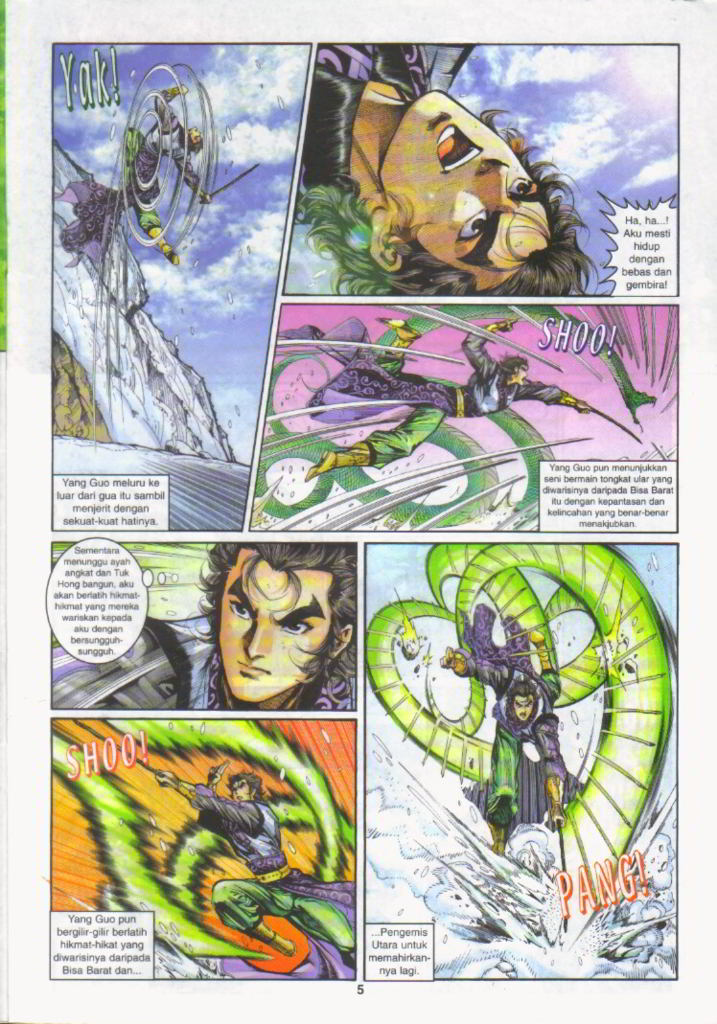 Yak!
Yang Guo meluru ke
luar dari gua itu sambil
menjerit dengan
sekuat-kuat hatinya.
Ha, ha...!
Aku mesti
hidup
dengan
bebas dan
gembira!
SHOO!
Yang Guo pun menunjukkan
seni bermain tongkat ular yang
diwarisinya daripada Bisa Barat
itu dengan kepantasan dan
kelincahan yang benar-benar
menakjubkan.
Sementara
menunggu ayah
angkat dan Tuk
Hong bangun, aku
akan berlatih hikmat-
hikmat yang mereka
wariskan kepada
aku dengan
bersungguh-
sungguh.
SHOO!
Yang Guo pun
bergilir-gilir berlatih
hikmat-hikat yang
diwarisinya daripada
Bisa Barat dan...
PANG!
...Pengemis
Utara untuk
memahirkan-
nya lagi.
5